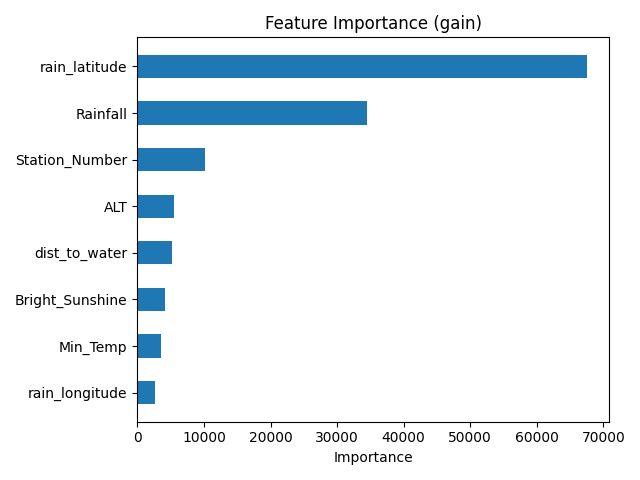 Feature Importance (gain)
rain_latitude
Rainfall
Station_Number
ALT
dist_to_water
Bright_Sunshine
Min_Temp
rain_longitude
0 10000 20000 30000 40000 50000 60000 70000
Importance